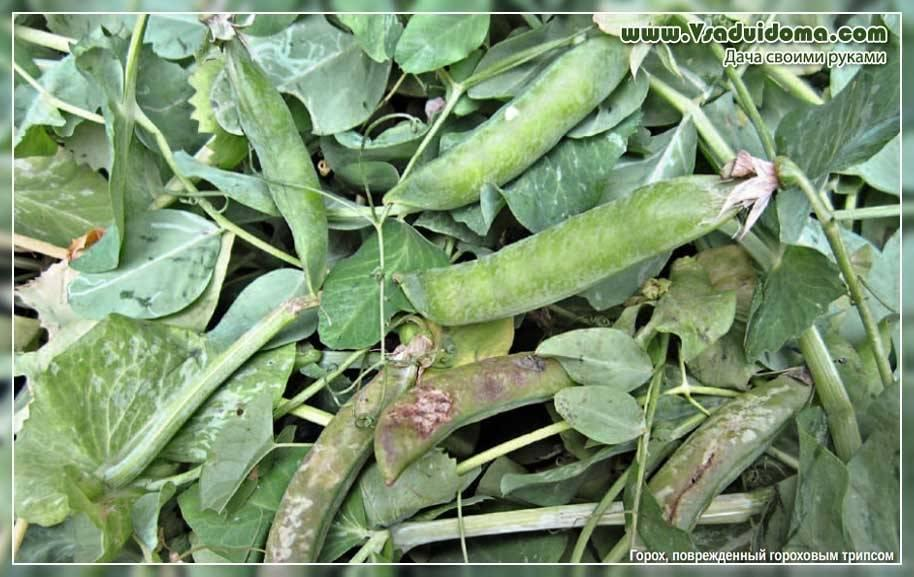 www.Vsaduidoma.com
Дача своими руками
Горох, поврежденный гороховым трипсом